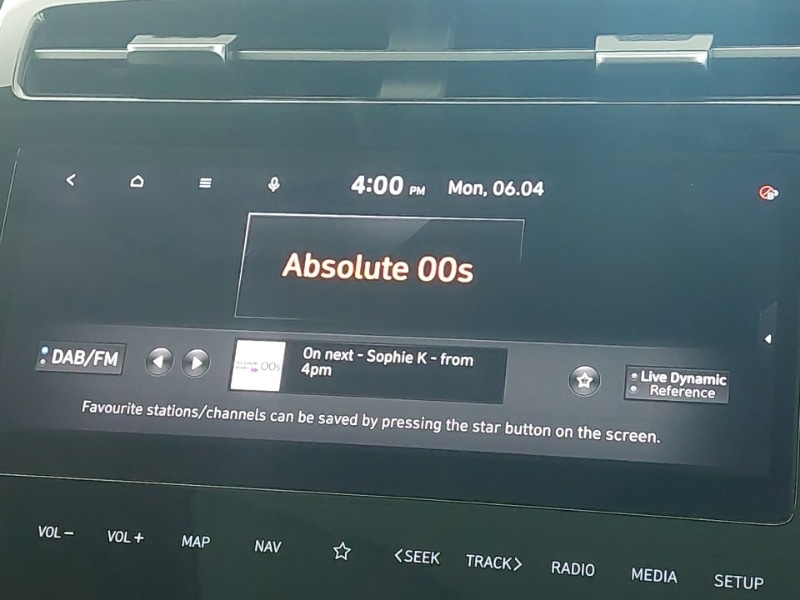 4:00 PM Mon, 06.04
Absolute 00s
DAB/FM
00s
On next - Sophie K - from
4pm
Live Dynamic
Reference
Favourite stations/channels can be saved by pressing the star button on the screen.
VOL - VOL + MAP NAV <SEEK TRACK> RADIO MEDIA SETUP